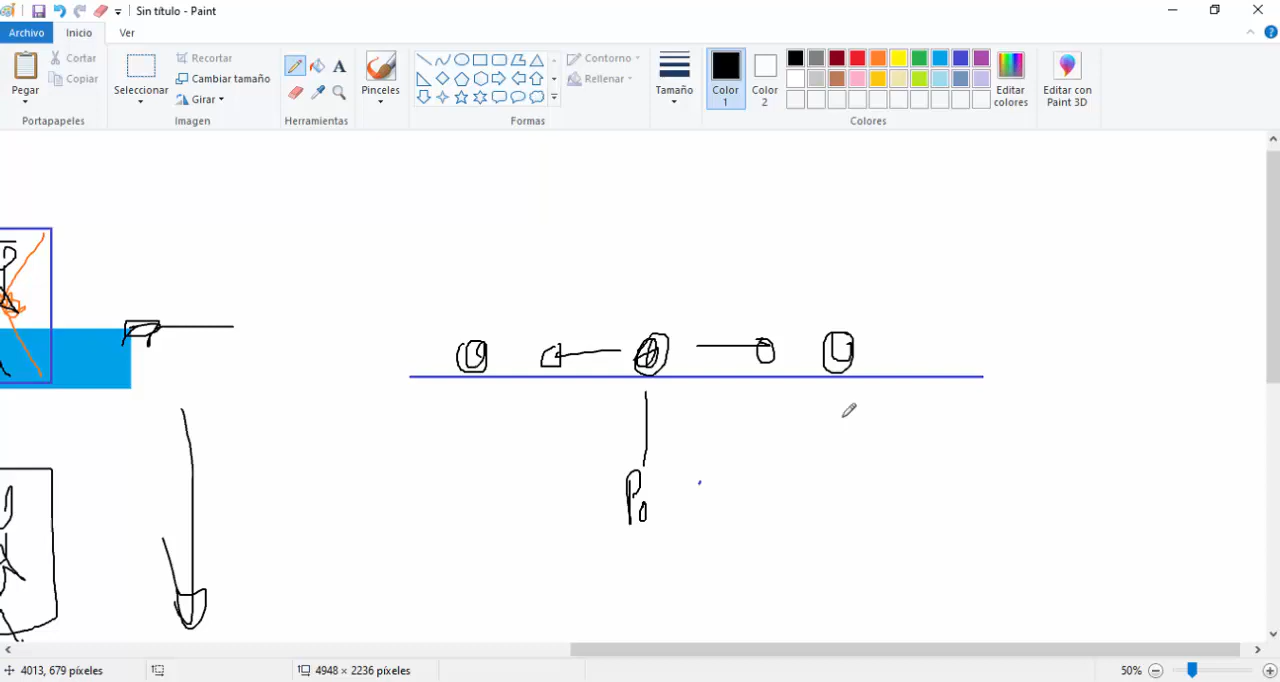 Sin título - Paint
Archivo Inicio Ver
Pegar
Cortar
Copiar
Portapapeles
Seleccionar
Recortar
Cambiar tamaño
Girar
Imagen
A
Herramientas
Pinceles
Contorno
Rellenar
Formas
Tamaño
Color 1
Color 2
Editar colores
Colores
Editar con Paint 3D
P0
4013, 679 píxeles
4948 × 2236 píxeles
50%